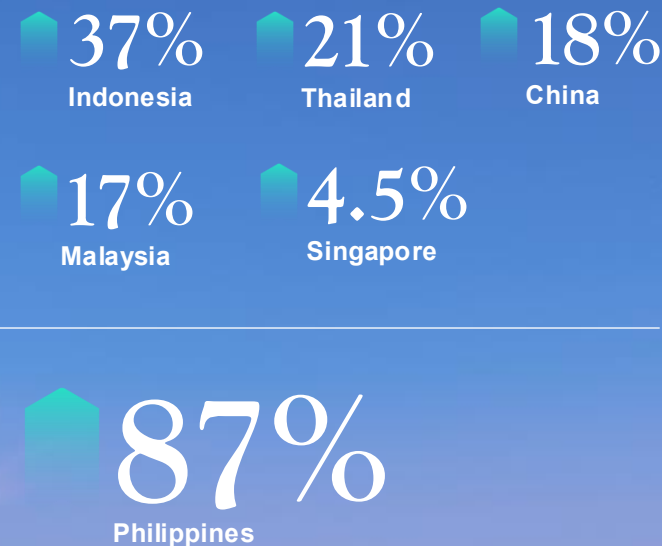 37% 21% 18%
Indonesia Thailand China
17% 4.5%
Malaysia Singapore
87%
Philippines